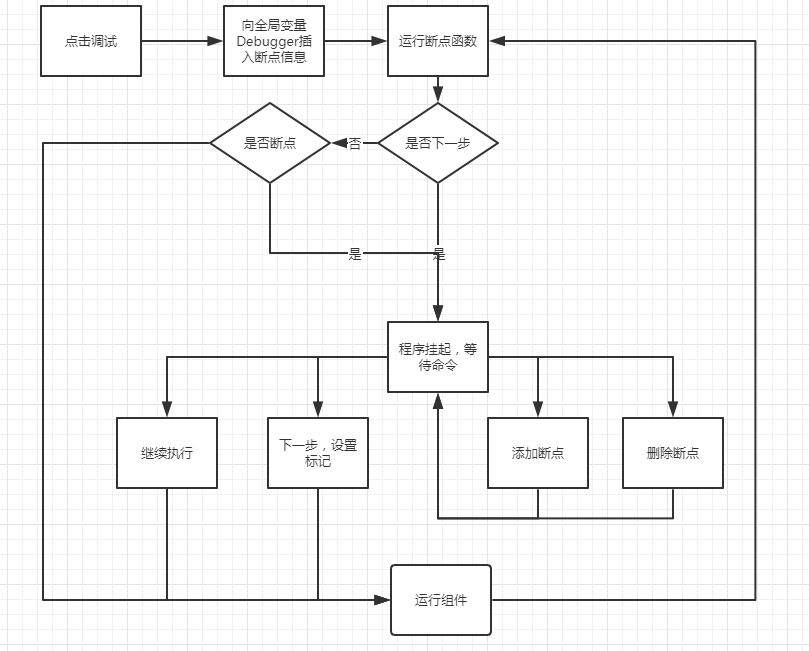 点击调试
向全局变量
Debugger插
入断点信息
运行断点函数
是否断点
否
是否下一步
是
是
程序挂起，等
待命令
继续执行
下一步，设置
标记
添加断点
删除断点
运行组件